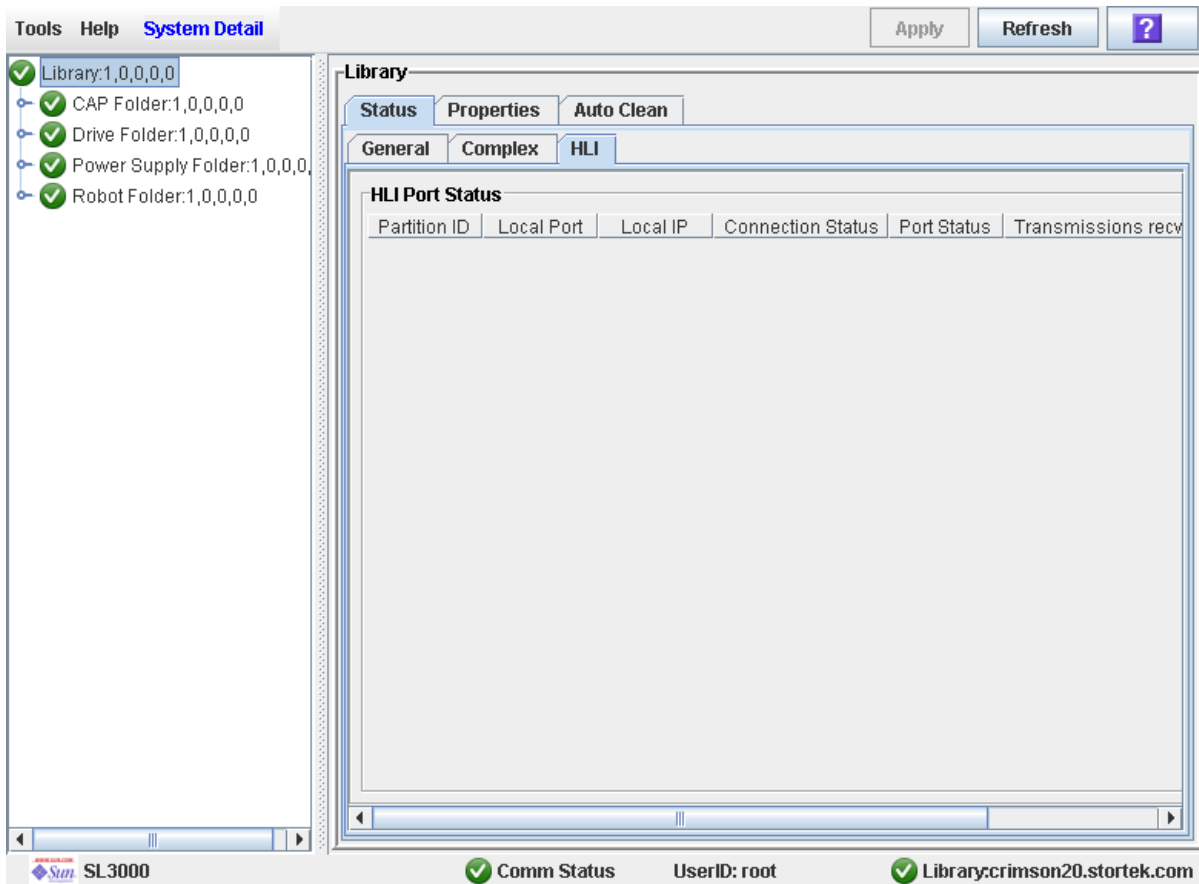 Tools Help System Detail Apply Refresh ?
Library:1,0,0,0,0
CAP Folder:1,0,0,0,0
Drive Folder:1,0,0,0,0
Power Supply Folder:1,0,0,0,
Robot Folder:1,0,0,0,0
Library
Status Properties Auto Clean
General Complex HLI
HLI Port Status
Partition ID Local Port Local IP Connection Status Port Status Transmissions recv
Sun SL3000 Comm Status UserID: root Library:crimson20.stortek.com